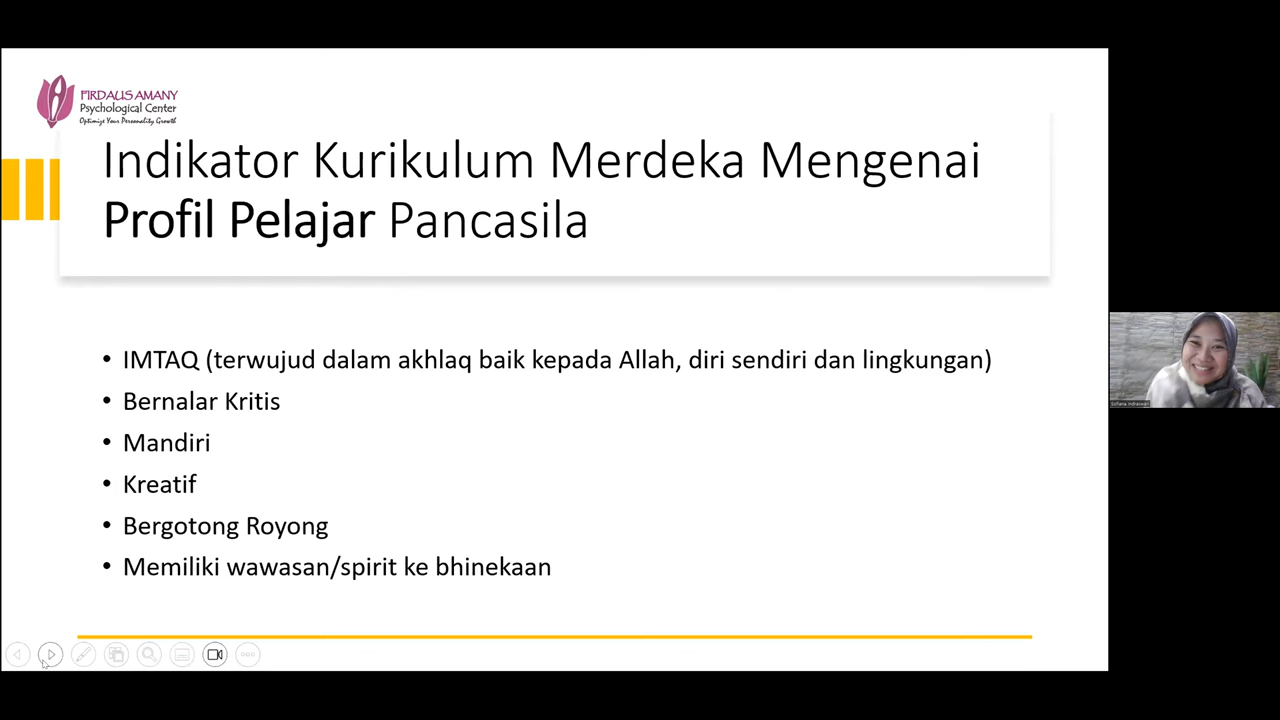 FIRDAUS AMANY
Psychological Center
Optimize Your Personality Growth
Indikator Kurikulum Merdeka Mengenai
Profil Pelajar Pancasila
• IMTAQ (terwujud dalam akhlaq baik kepada Allah, diri sendiri dan lingkungan)
• Bernalar Kritis
• Mandiri
• Kreatif
• Bergotong Royong
• Memiliki wawasan/spirit ke bhinekaan